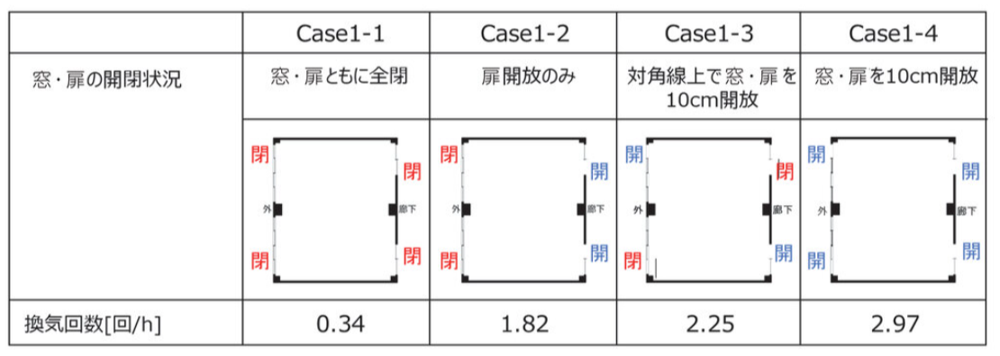 Case1-1 Case1-2 Case1-3 Case1-4
窓・扉の開閉状況 窓・扉ともに全閉 扉開放のみ 対角線上で窓・扉を 窓・扉を10cm開放
10cm開放
閉 閉 開 開
閉 開 閉 開
外 廊下 外 廊下 外 廊下 外 廊下
閉 閉 閉 開 閉 開 開 開
換気回数[回/h] 0.34 1.82 2.25 2.97